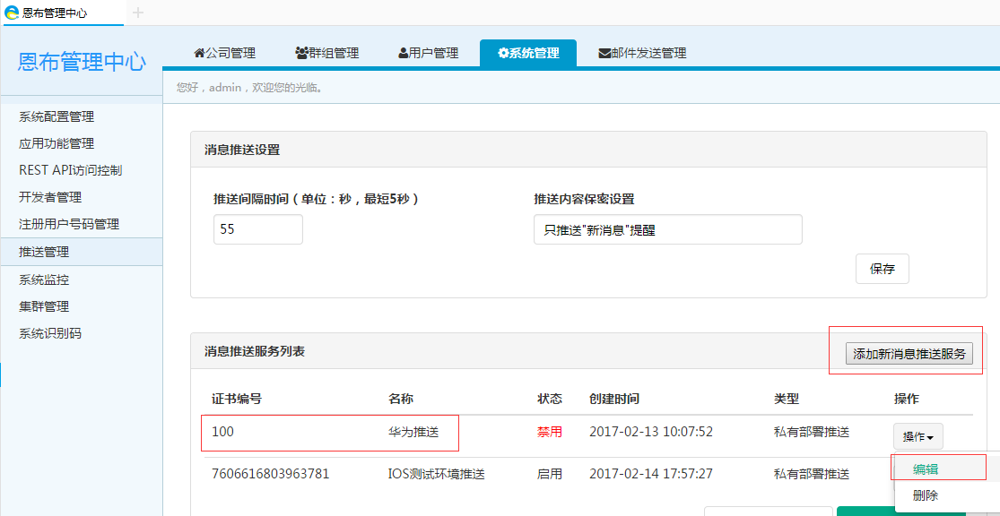 恩布管理中心
恩布管理中心
公司管理 群组管理 用户管理 系统管理 邮件发送管理
您好，admin，欢迎您的光临。
系统配置管理
应用功能管理
REST API访问控制
开发者管理
注册用户号码管理
推送管理
系统监控
集群管理
系统识别码
消息推送设置
推送间隔时间（单位：秒，最短5秒） 推送内容保密设置
55 只推送"新消息"提醒
保存
消息推送服务列表 添加新消息推送服务
证书编号 名称 状态 创建时间 类型 操作
100 华为推送 禁用 2017-02-13 10:07:52 私有部署推送 操作
7606616803963781 IOS测试环境推送 启用 2017-02-14 17:57:27 私有部署推送
编辑
删除